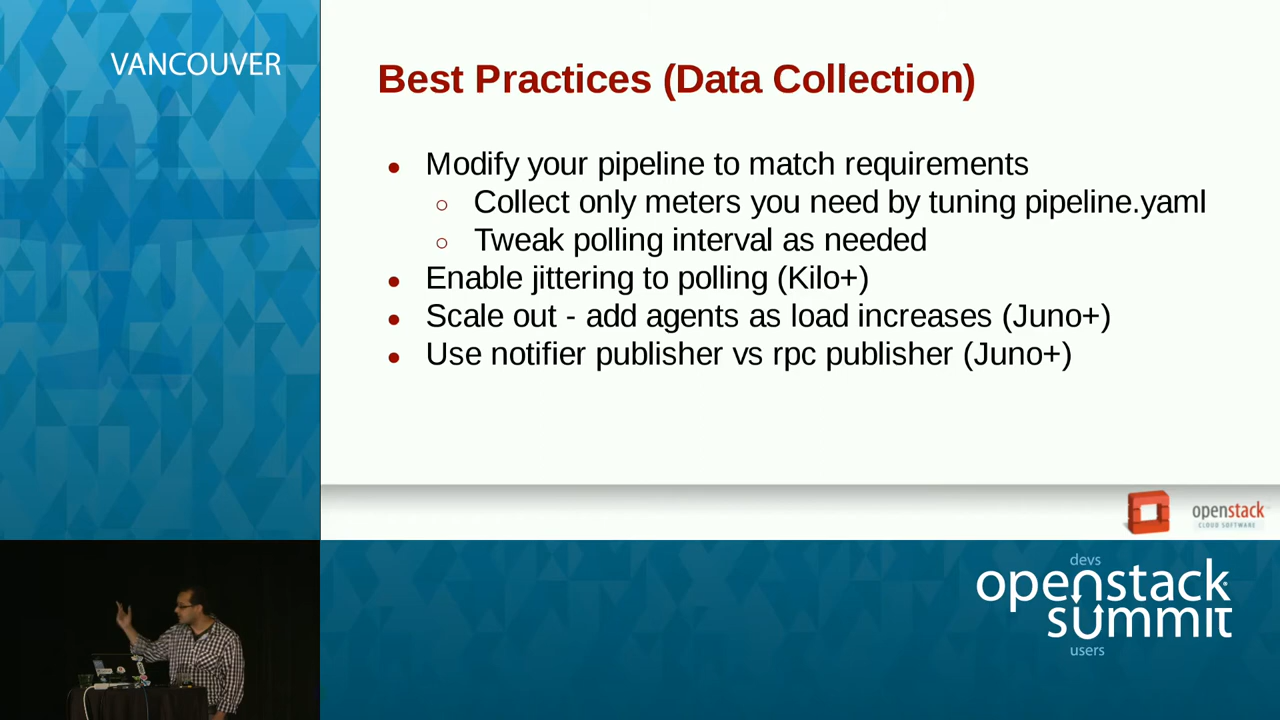 VANCOUVER
Best Practices (Data Collection)
● Modify your pipeline to match requirements
○ Collect only meters you need by tuning pipeline.yaml
○ Tweak polling interval as needed
● Enable jittering to polling (Kilo+)
● Scale out - add agents as load increases (Juno+)
● Use notifier publisher vs rpc publisher (Juno+)
openstack
CLOUD SOFTWARE
devs
openstack
summit
users